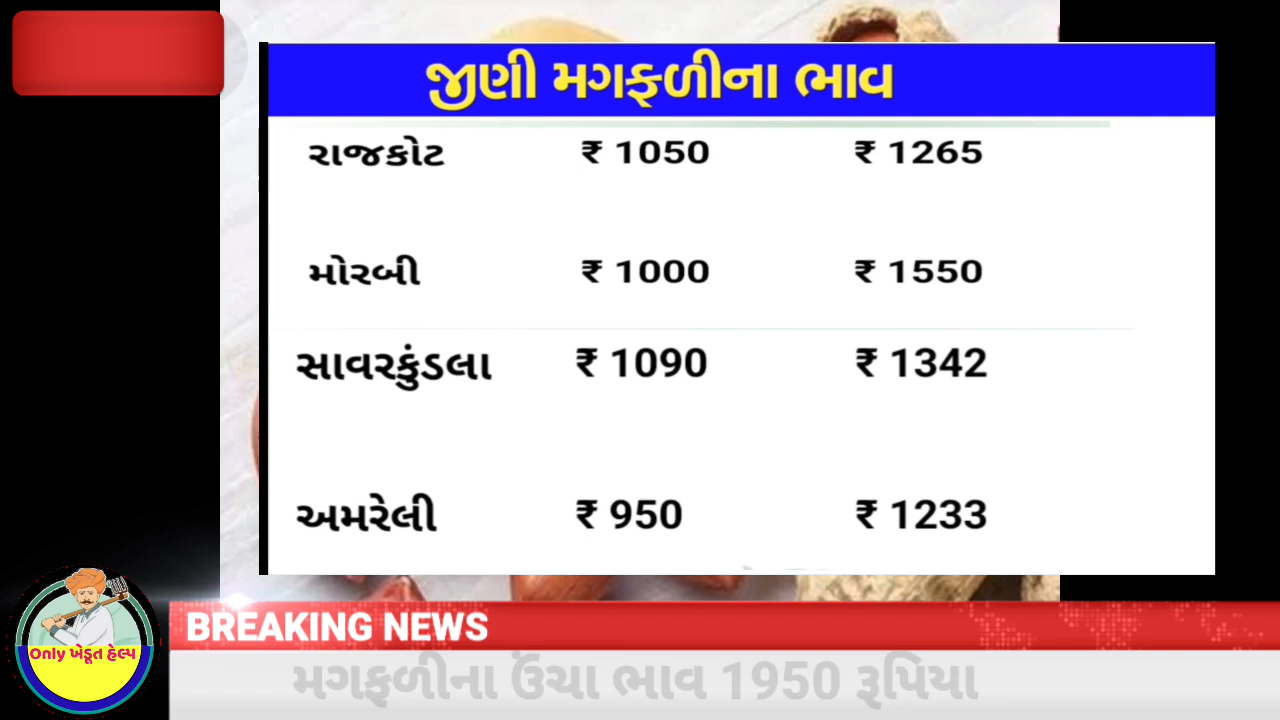 જીણી મગફળીના ભાવ
રાજકોટ ₹ 1050 ₹ 1265
મોરબી ₹ 1000 ₹ 1550
સાવરકુંડલા ₹ 1090 ₹ 1342
અમરેલી ₹ 950 ₹ 1233
BREAKING NEWS
Only ખેડૂત હેલ્પ
મગફળીના ઉંચા ભાવ 1950 રૂપિયા